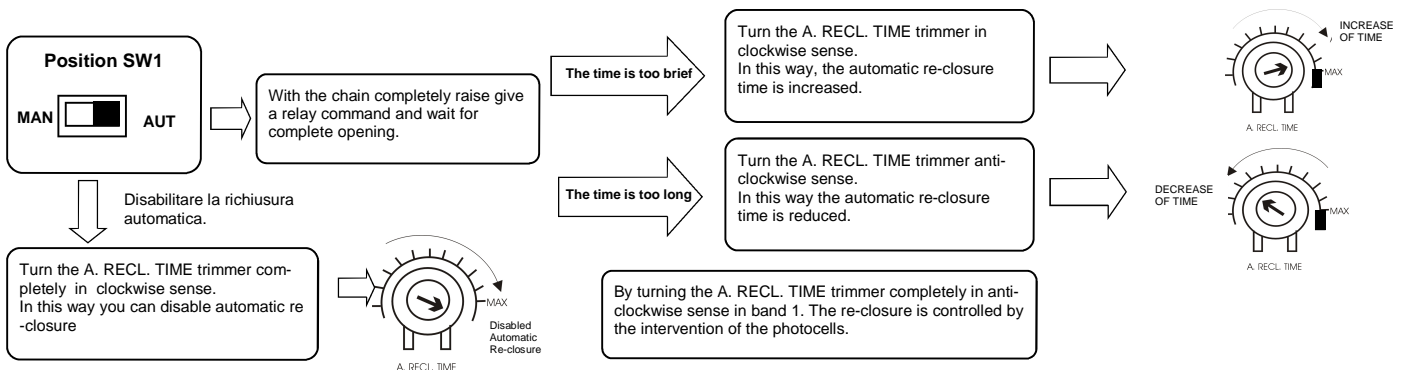 Position SW1
MAN
AUT
With the chain completely raise give
a relay command and wait for
complete opening.
The time is too brief
Turn the A. RECL. TIME trimmer in
clockwise sense.
In this way, the automatic re-closure
time is increased.
INCREASE
OF TIME
MAX
A. RECL. TIME
The time is too long
Turn the A. RECL. TIME trimmer anti-
clockwise sense.
In this way the automatic re-closure
time is reduced.
DECREASE
OF TIME
MAX
A. RECL. TIME
Disabilitare la richiusura
automatica.
Turn the A. RECL. TIME trimmer com-
pletely in clockwise sense.
In this way you can disable automatic re
-closure
MAX
Disabled
Automatic
Re-closure
A. RECL. TIME
By turning the A. RECL. TIME trimmer completely in anti-
clockwise sense in band 1. The re-closure is controlled by
the intervention of the photocells.